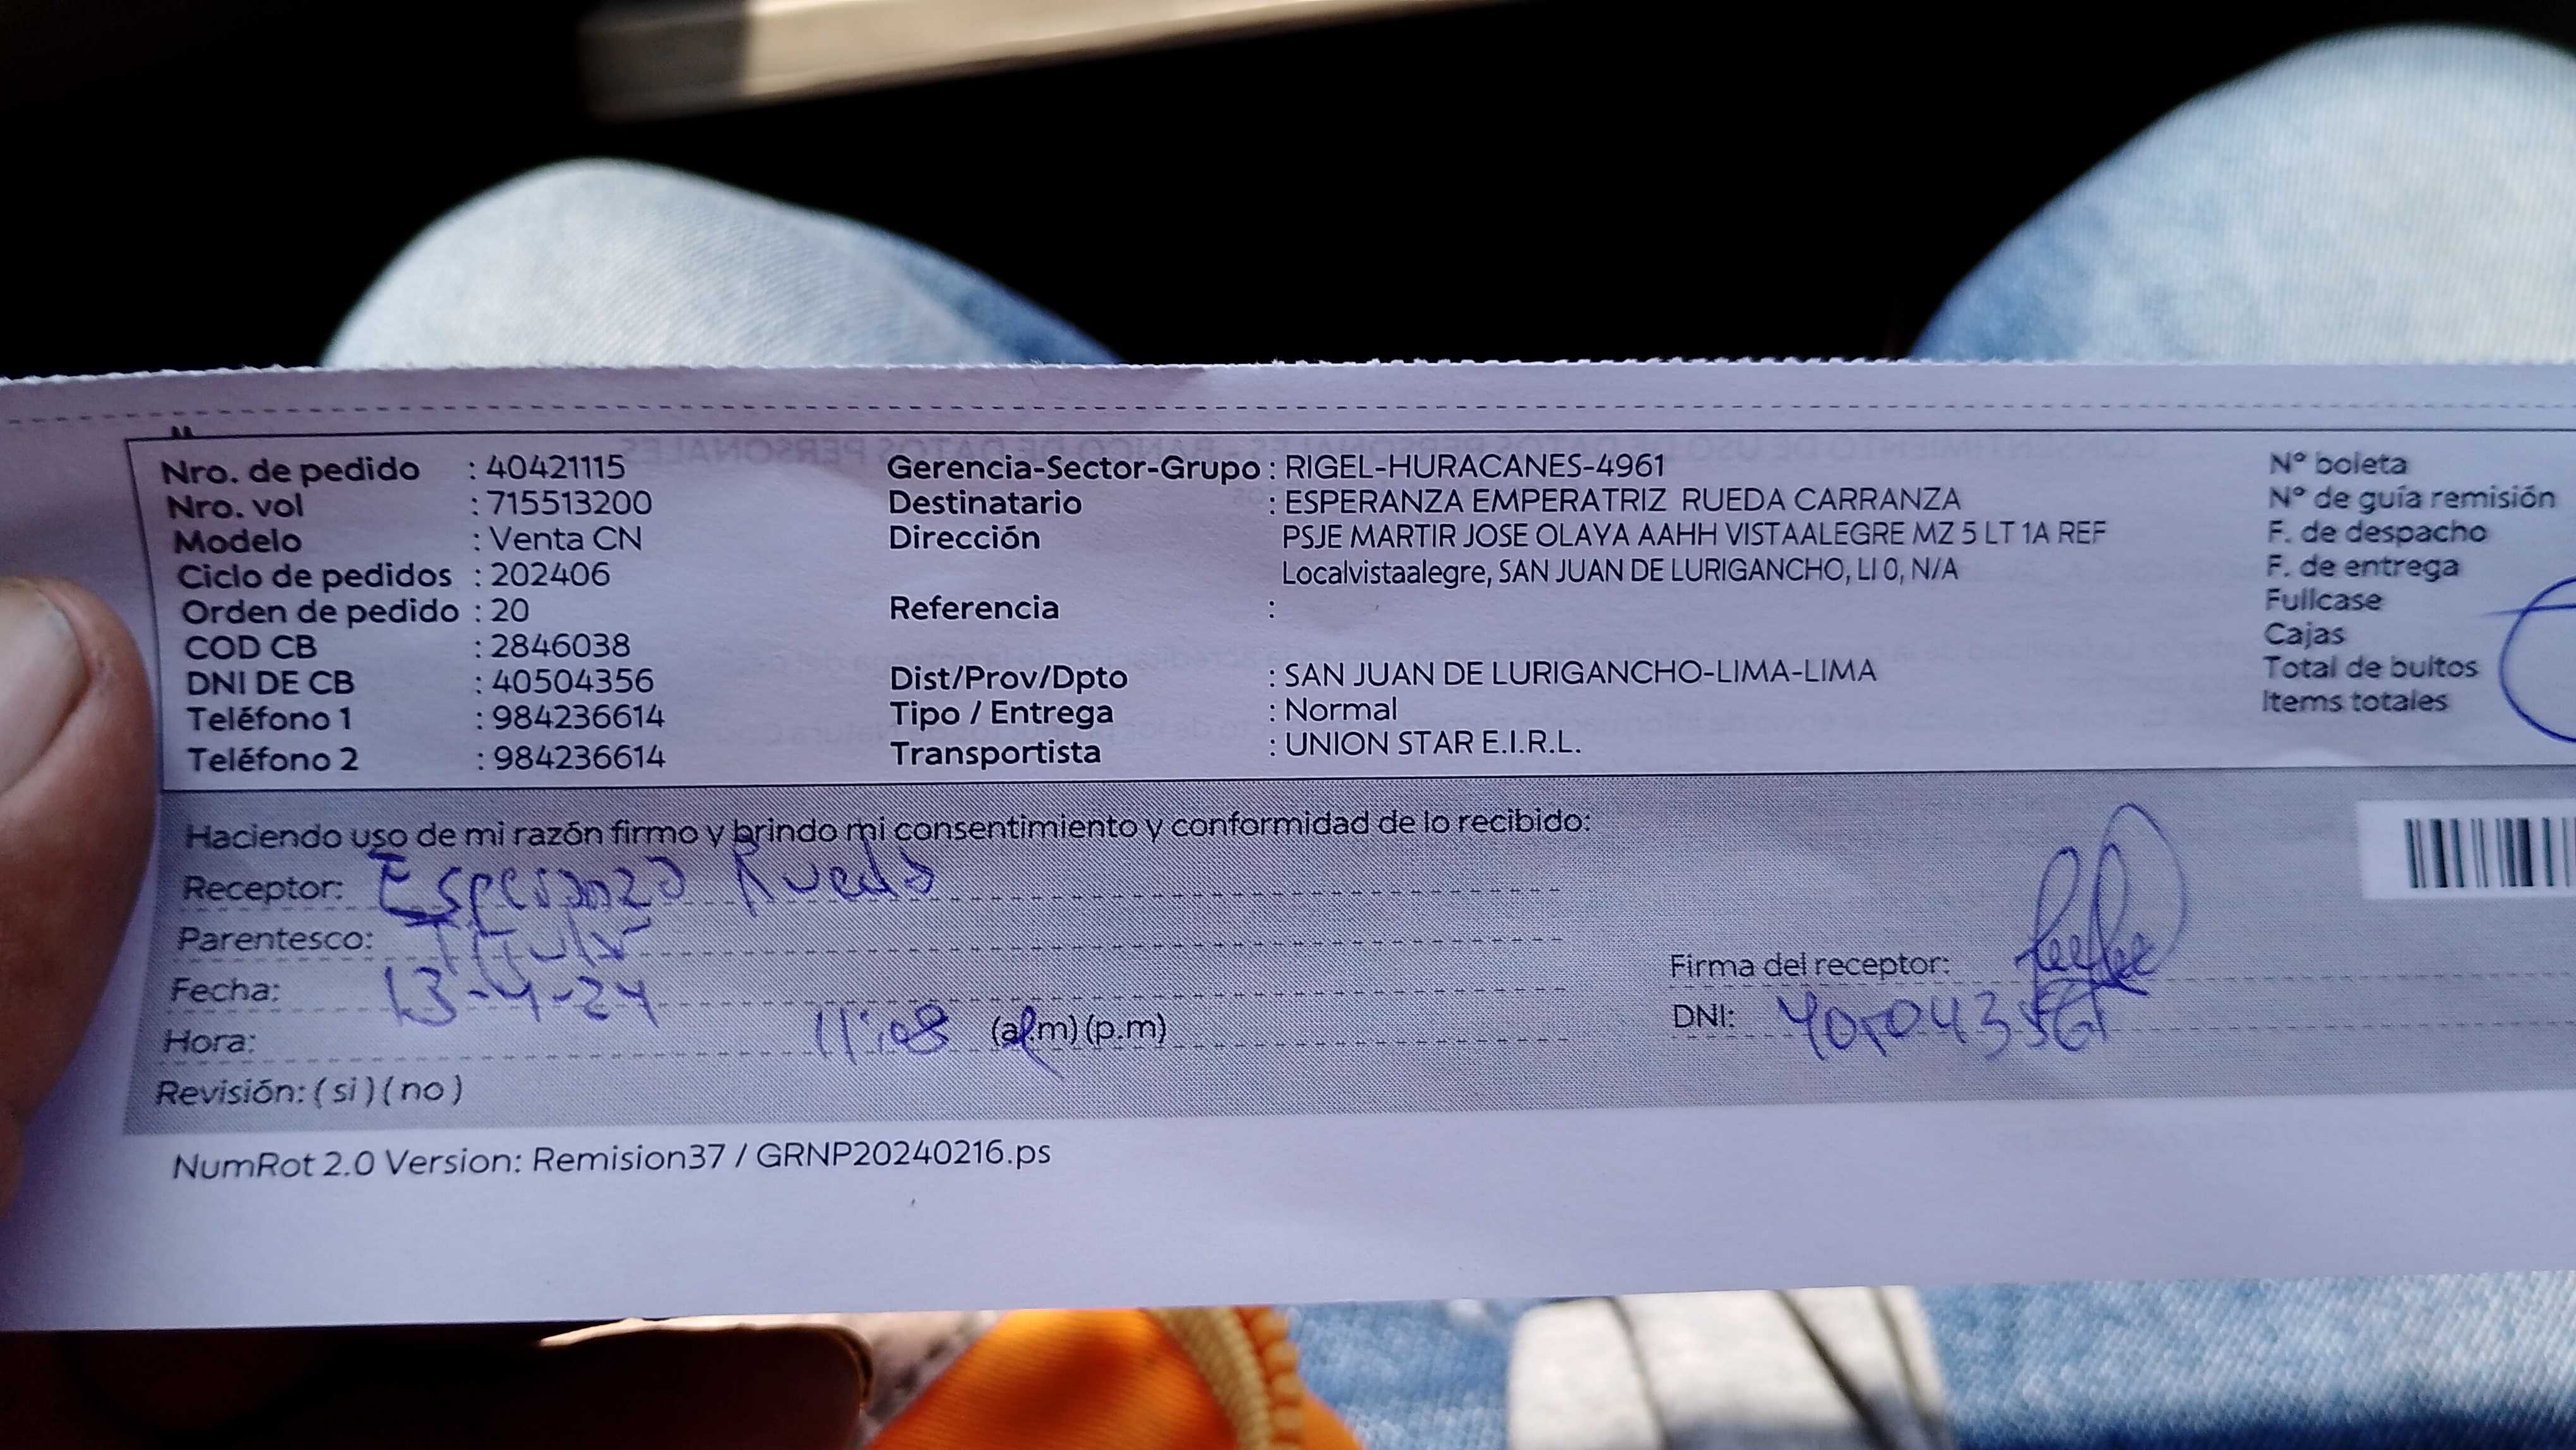 Nro. de pedido : 40421115
Nro. vol : 715513200
Modelo : Venta CN
Ciclo de pedidos : 202406
Orden de pedido : 20
COD CB : 2846038
DNI DE CB : 40504356
Teléfono 1 : 984236614
Teléfono 2 : 984236614
Gerencia-Sector-Grupo : RIGEL-HURACANES-4961
Destinatario : ESPERANZA EMPERATRIZ RUEDA CARRANZA
Dirección PSJE MARTIR JOSE OLAYA AAHH VISTAALEGRE MZ 5 LT 1A REF
Localvistaalegre, SAN JUAN DE LURIGANCHO, LI 0, N/A
Referencia :
Dist/Prov/Dpto : SAN JUAN DE LURIGANCHO-LIMA-LIMA
Tipo / Entrega : Normal
Transportista : UNION STAR E.I.R.L.
N° boleta
N° de guía remisión
F. de despacho
F. de entrega
Fullcase
Cajas
Total de bultos
Items totales
Haciendo uso de mi razón firmo y brindo mi consentimiento y conformidad de lo recibido:
Receptor: Esperanza Rueda
Parentesco: Titular
Fecha: 13-4-24
Hora: 11:08 (a.m) (p.m)
Revisión: ( si ) ( no )
Firma del receptor:
DNI: 40504356
NumRot 2.0 Version: Remision37 / GRNP20240216.ps